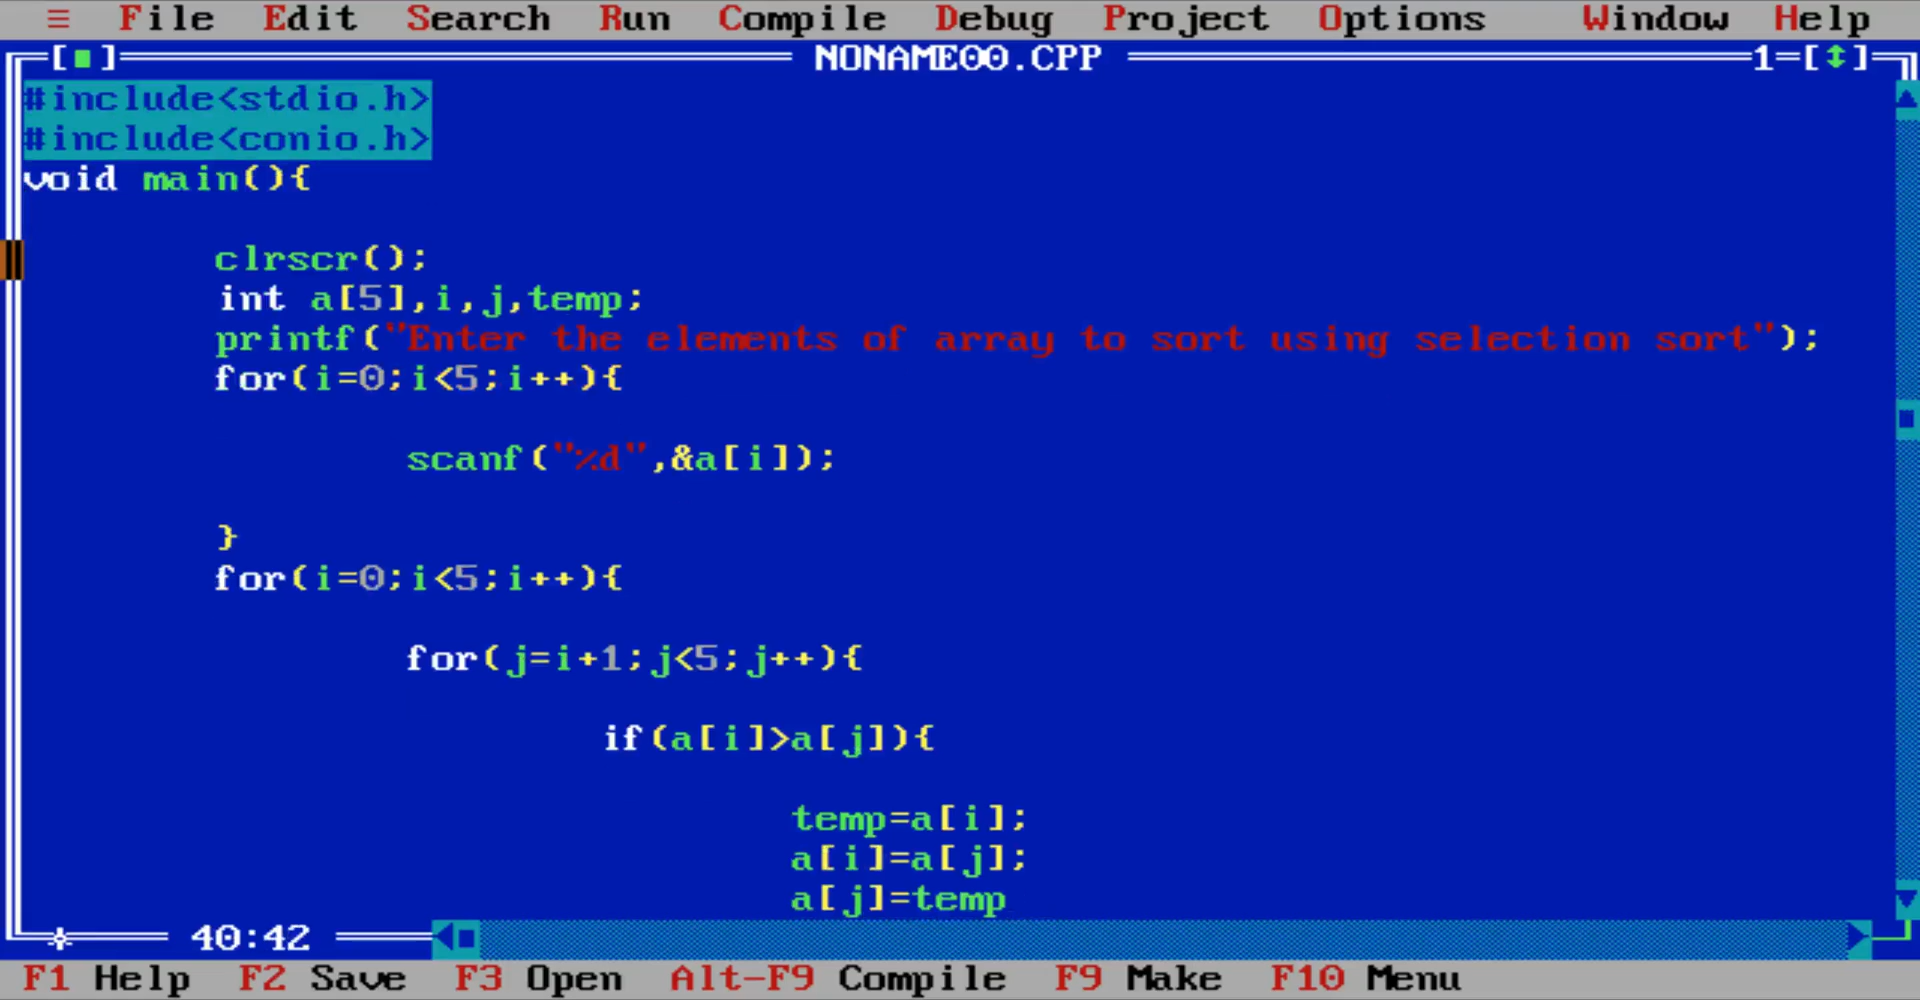 ≡ File Edit Search Run Compile Debug Project Options Window Help
[■] NONAME00.CPP 1=[↕]
#include<stdio.h>
#include<conio.h>
void main(){
clrscr();
int a[5],i,j,temp;
printf("Enter the elements of array to sort using selection sort");
for(i=0;i<5;i++){
scanf("%d",&a[i]);
}
for(i=0;i<5;i++){
for(j=i+1;j<5;j++){
if(a[i]>a[j]){
temp=a[i];
a[i]=a[j];
a[j]=temp
40:42
F1 Help F2 Save F3 Open Alt-F9 Compile F9 Make F10 Menu